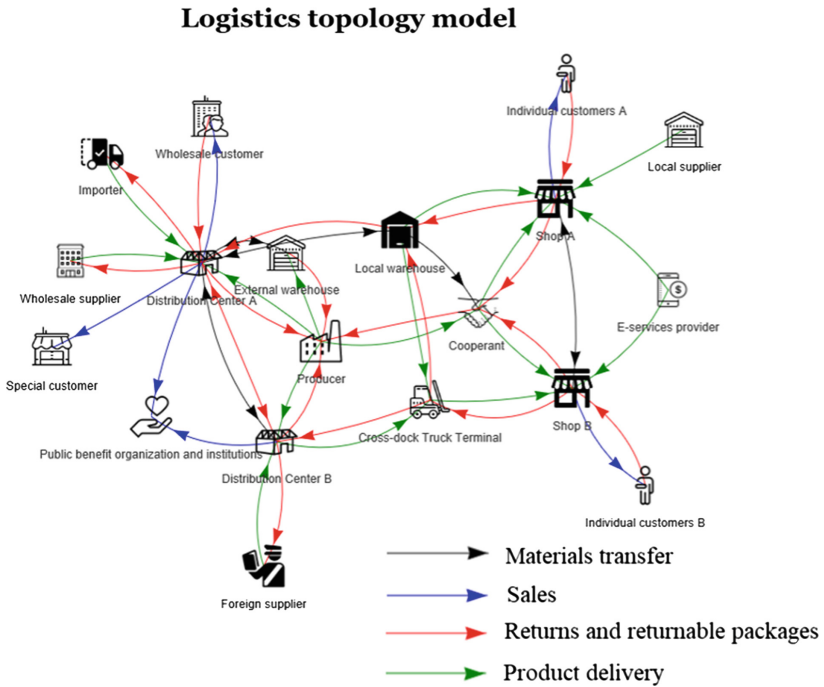 Logistics topology model
Individual customers A
Wholesale customer
Local supplier
Importer
Shop A
Local warehouse
External warehouse
Wholesale supplier
Distribution Center A
E-services provider
Cooperant
Special customer
Producer
Shop B
Cross-dock Truck Terminal
Public benefit organization and institutions
Distribution Center B
Individual customers B
Foreign supplier
Materials transfer
Sales
Returns and returnable packages
Product delivery
$